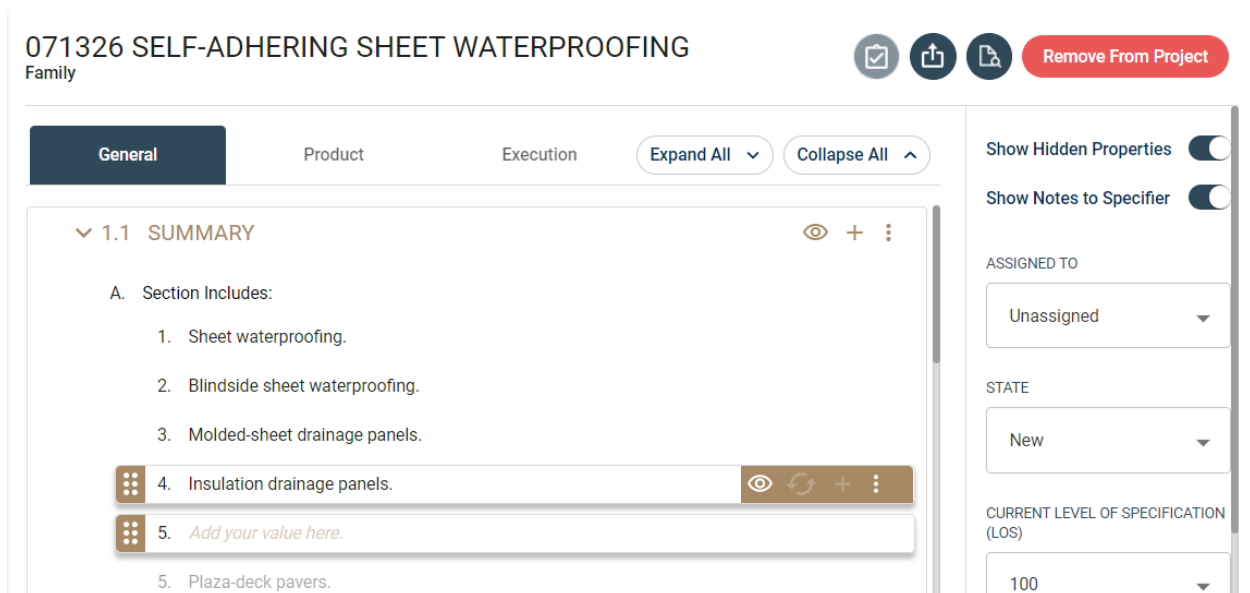 071326 SELF-ADHERING SHEET WATERPROOFING
Family
Remove From Project
General
Product
Execution
Expand All
Collapse All
Show Hidden Properties
Show Notes to Specifier
1.1 SUMMARY
A. Section Includes:
1. Sheet waterproofing.
2. Blindside sheet waterproofing.
3. Molded-sheet drainage panels.
4. Insulation drainage panels.
5. Add your value here.
5. Plaza-deck pavers.
ASSIGNED TO
Unassigned
STATE
New
CURRENT LEVEL OF SPECIFICATION
(LOS)
100